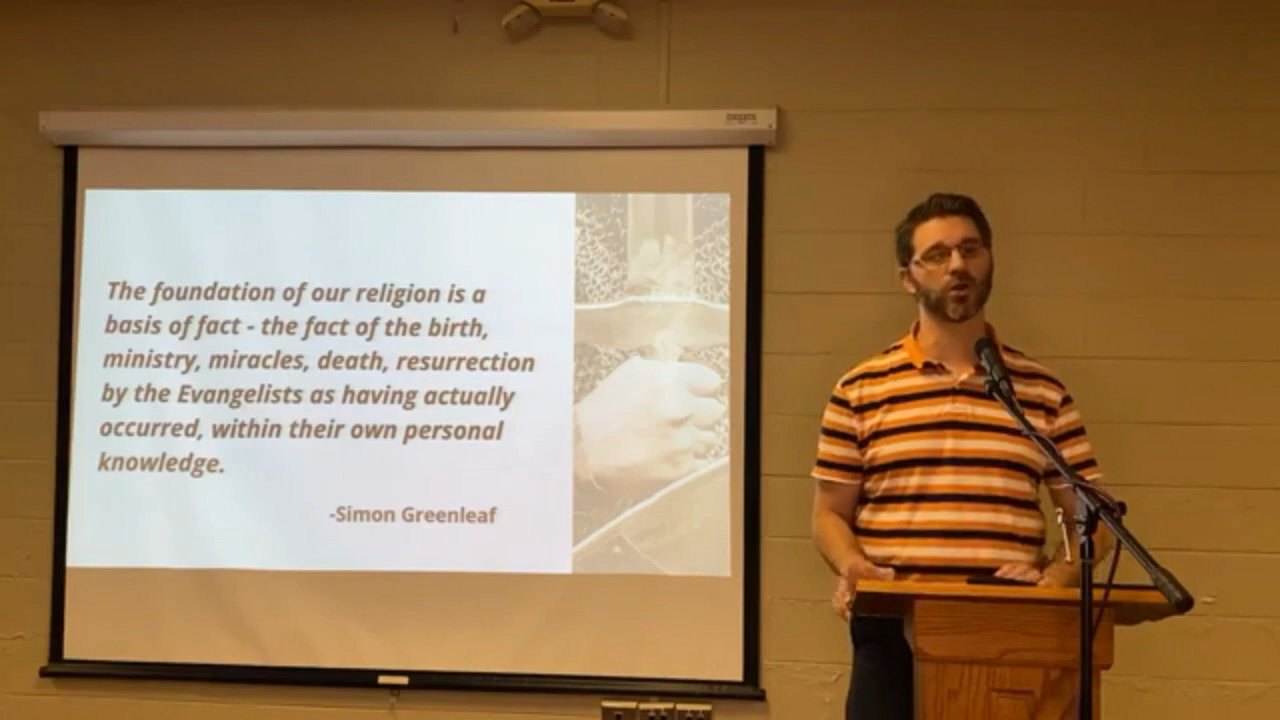 The foundation of our religion is a
basis of fact - the fact of the birth,
ministry, miracles, death, resurrection
by the Evangelists as having actually
occurred, within their own personal
knowledge.
-Simon Greenleaf